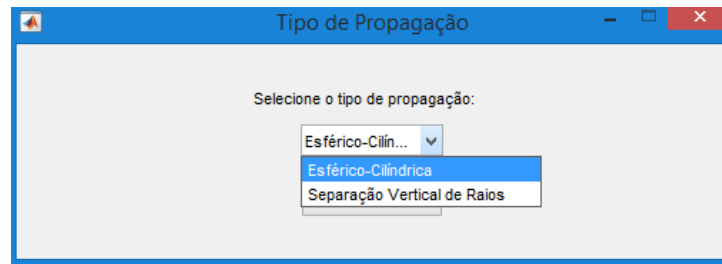 Tipo de Propagação
Selecione o tipo de propagação:
Esférico-Cilín...
Esférico-Cilíndrica
Separação Vertical de Raios